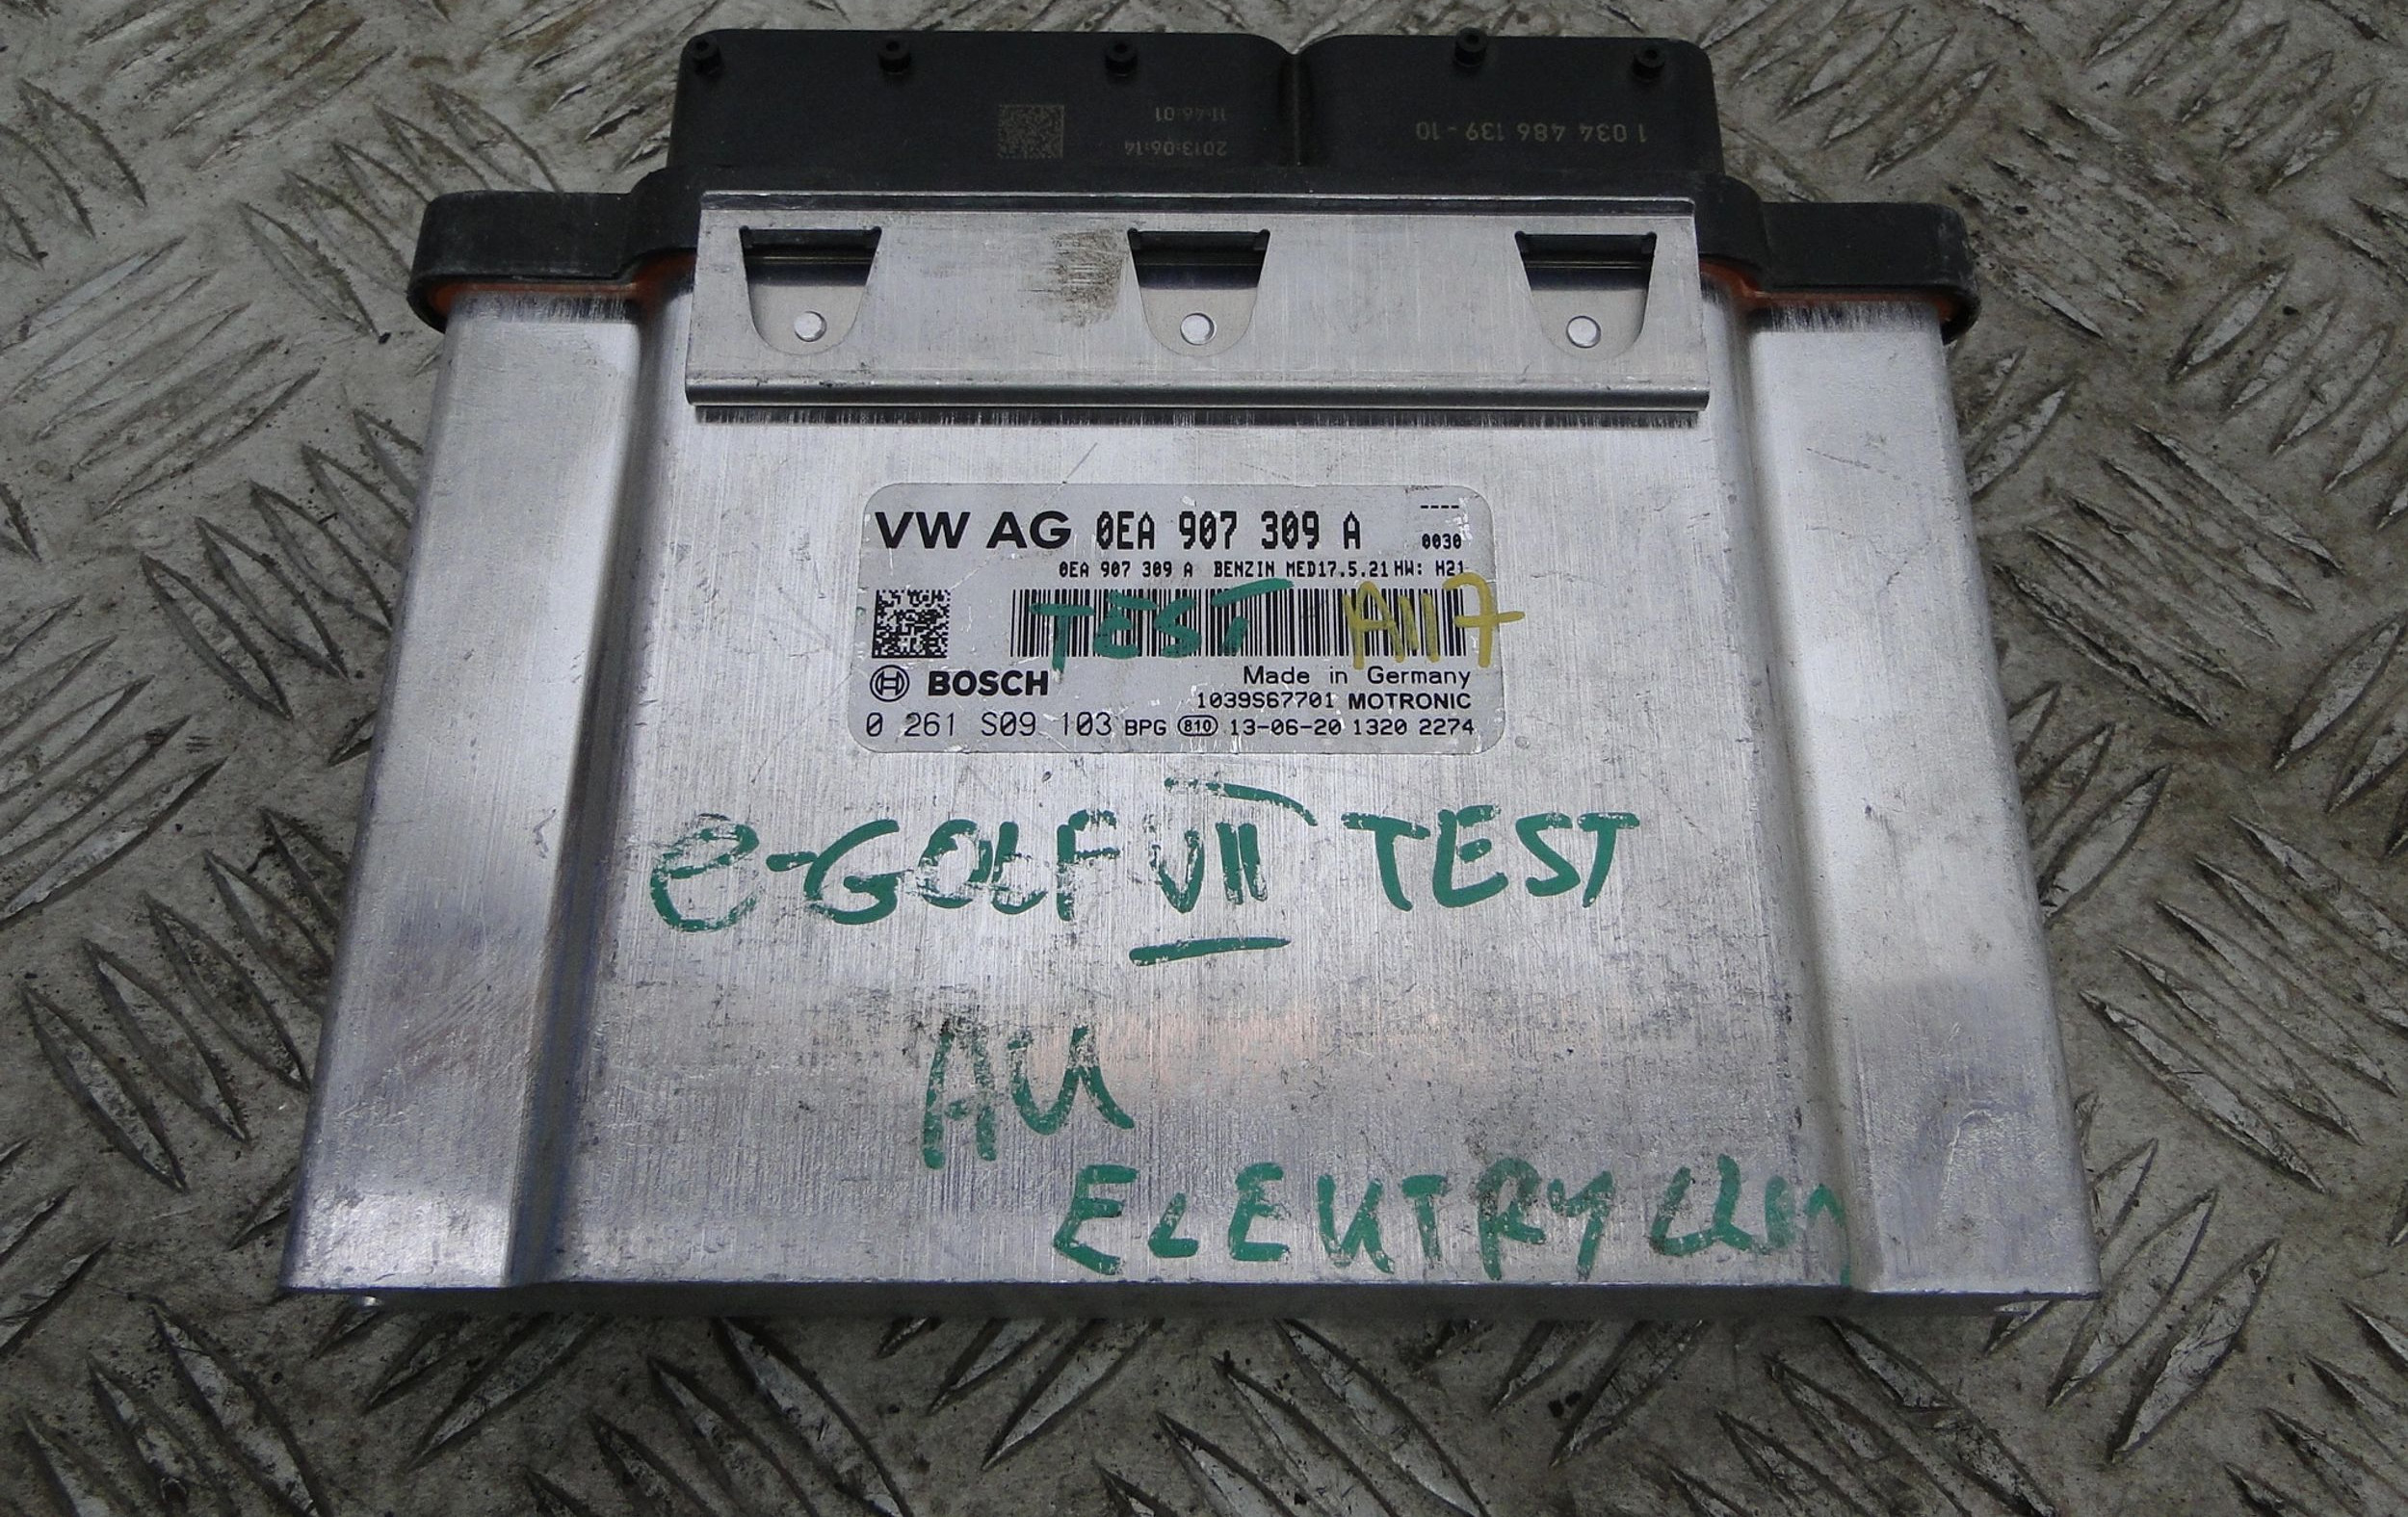 1 034 486 139-10
2013:06:14
11:46:01
VW AG 0EA 907 309 A ----
0030
0EA 907 309 A BENZIN MED17.5.21 HW: H21
TEST A117
BOSCH Made in Germany
1039S67701 MOTRONIC
0 261 S09 103 BPG 810 13-06-20 1320 2274
e-GOLF VII TEST
AU